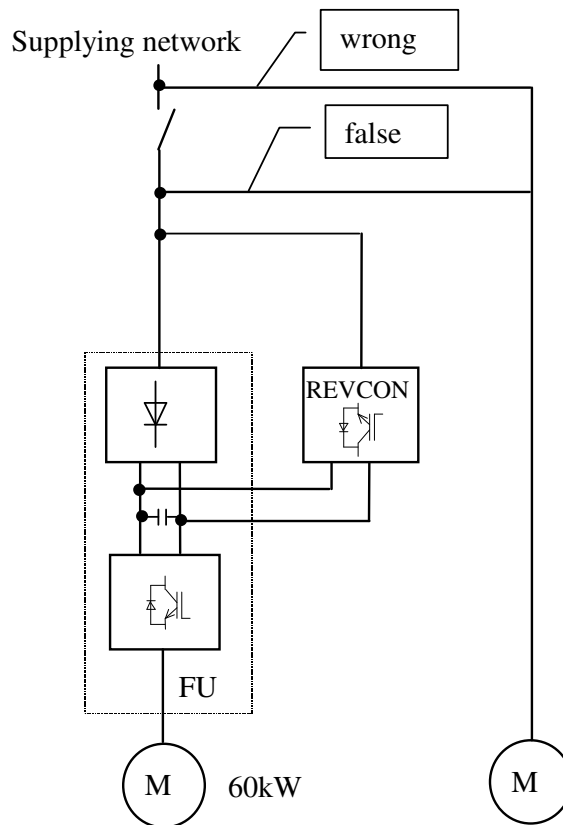 Supplying network
wrong
false
REVCON
FU
M
60kW
M